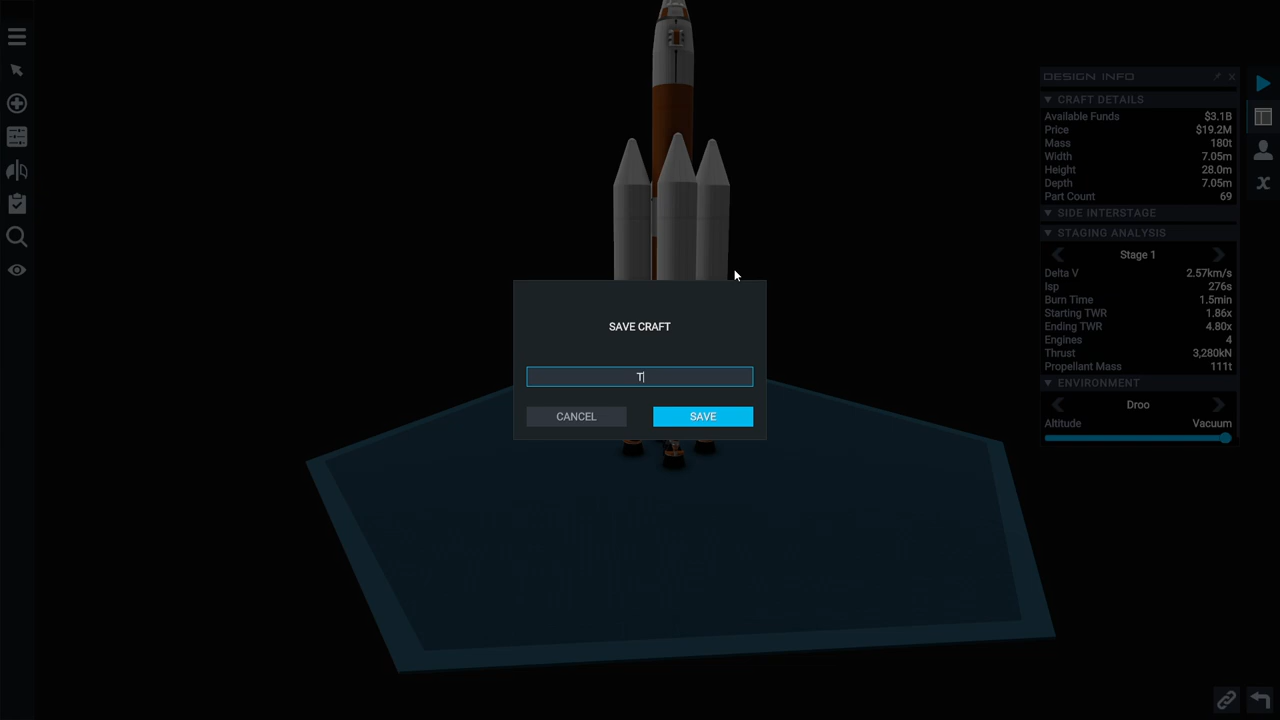 DESIGN INFO
CRAFT DETAILS
Available Funds $3.1B
Price $19.2M
Mass 180t
Width 7.05m
Height 28.0m
Depth 7.05m
Part Count 69
SIDE INTERSTAGE
STAGING ANALYSIS
Stage 1
Delta V 2.57km/s
Isp 276s
Burn Time 1.5min
Starting TWR 1.86x
Ending TWR 4.80x
Engines 4
Thrust 3,280kN
Propellant Mass 111t
ENVIRONMENT
Droo
Altitude Vacuum
SAVE CRAFT
T
CANCEL SAVE